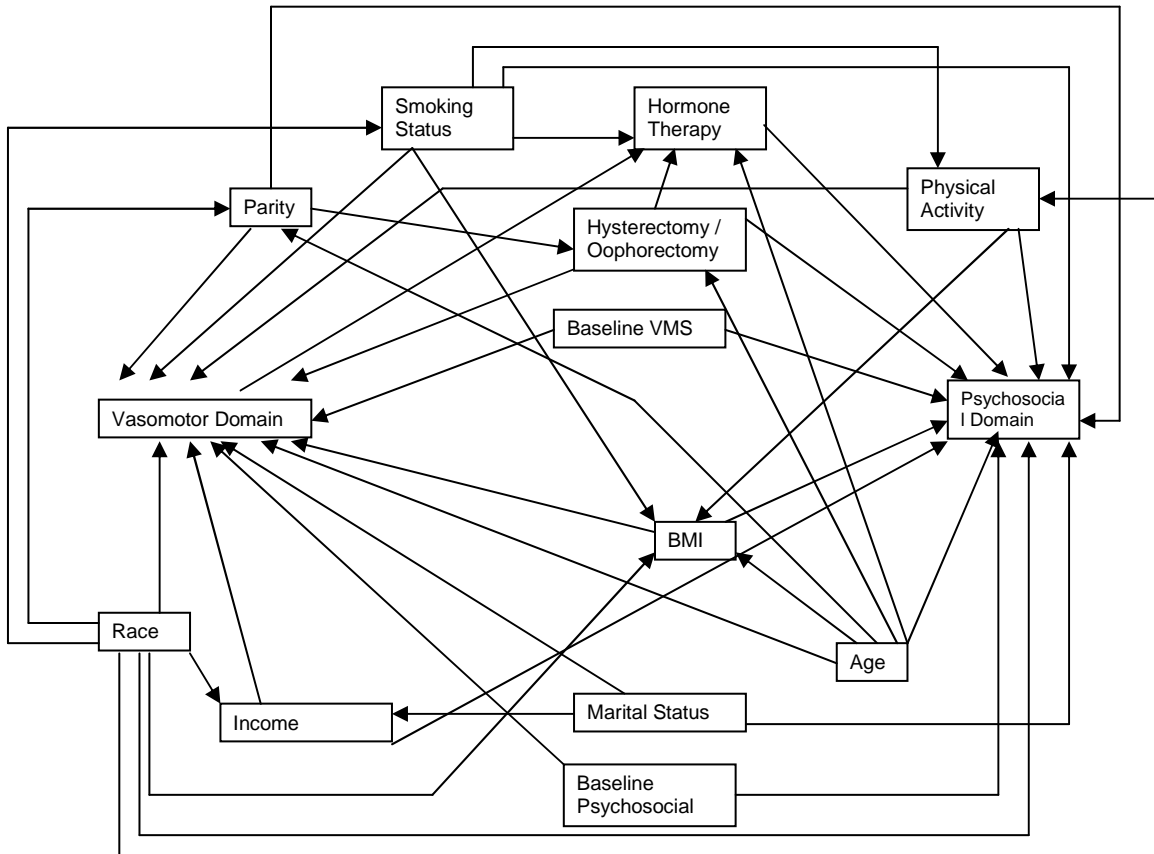 Smoking
Status
Hormone
Therapy
Physical
Activity
Parity
Hysterectomy /
Oophorectomy
Baseline VMS
Vasomotor Domain
Psychosocia
l Domain
BMI
Race
Age
Income
Marital Status
Baseline
Psychosocial